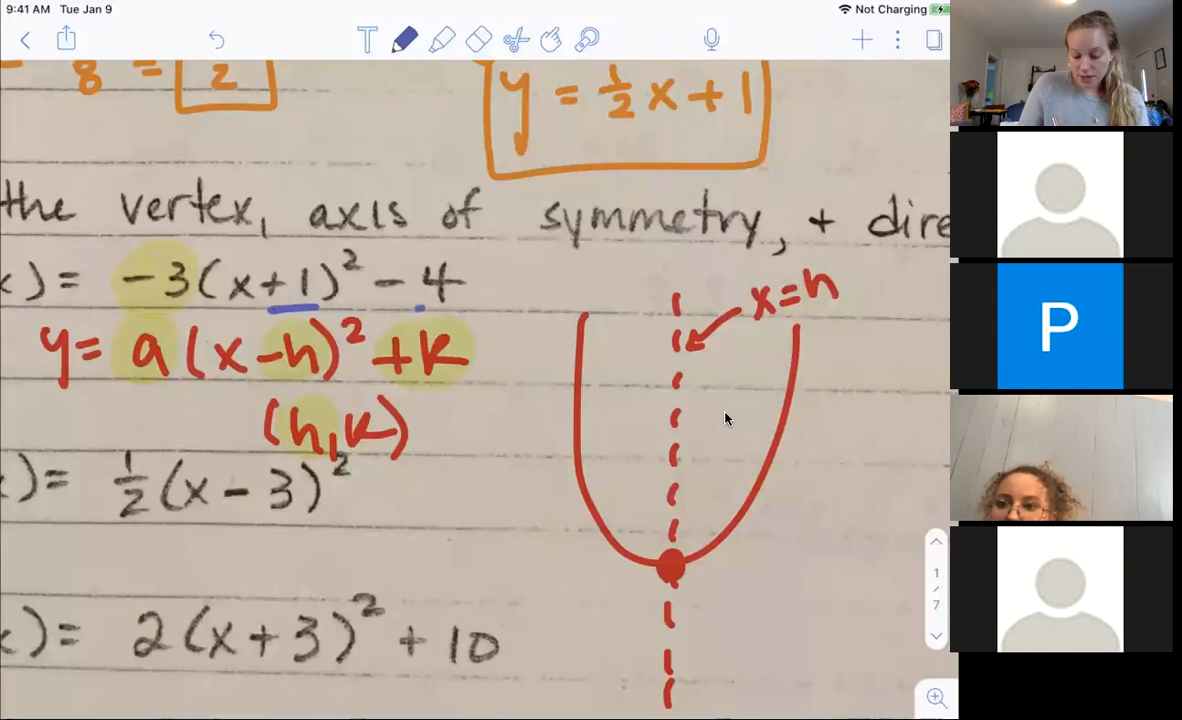 9:41 AM Tue Jan 9
Not Charging
T
8 = 2
y = 1/2 x + 1
the vertex, axis of symmetry, + dire
x) = -3(x+1)² - 4
x=h
y = a(x-h)² + k
(h,k)
) = 1/2 (x-3)²
x) = 2(x+3)² + 10
P
1
/
7